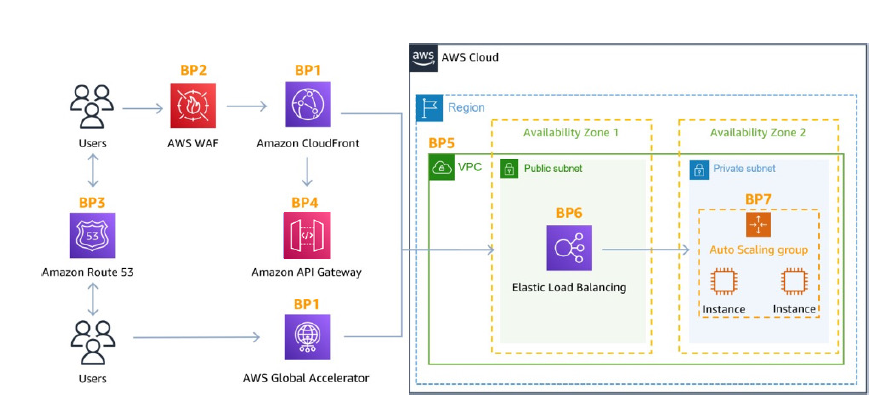 aws
AWS Cloud
BP2
BP1
Region
Availability Zone 1
Availability Zone 2
Users
AWS WAF
Amazon CloudFront
BP5
VPC
Public subnet
Private subnet
BP3
BP4
BP6
BP7
53
Auto Scaling group
Amazon Route 53
Amazon API Gateway
Elastic Load Balancing
BP1
Instance
Instance
Users
AWS Global Accelerator